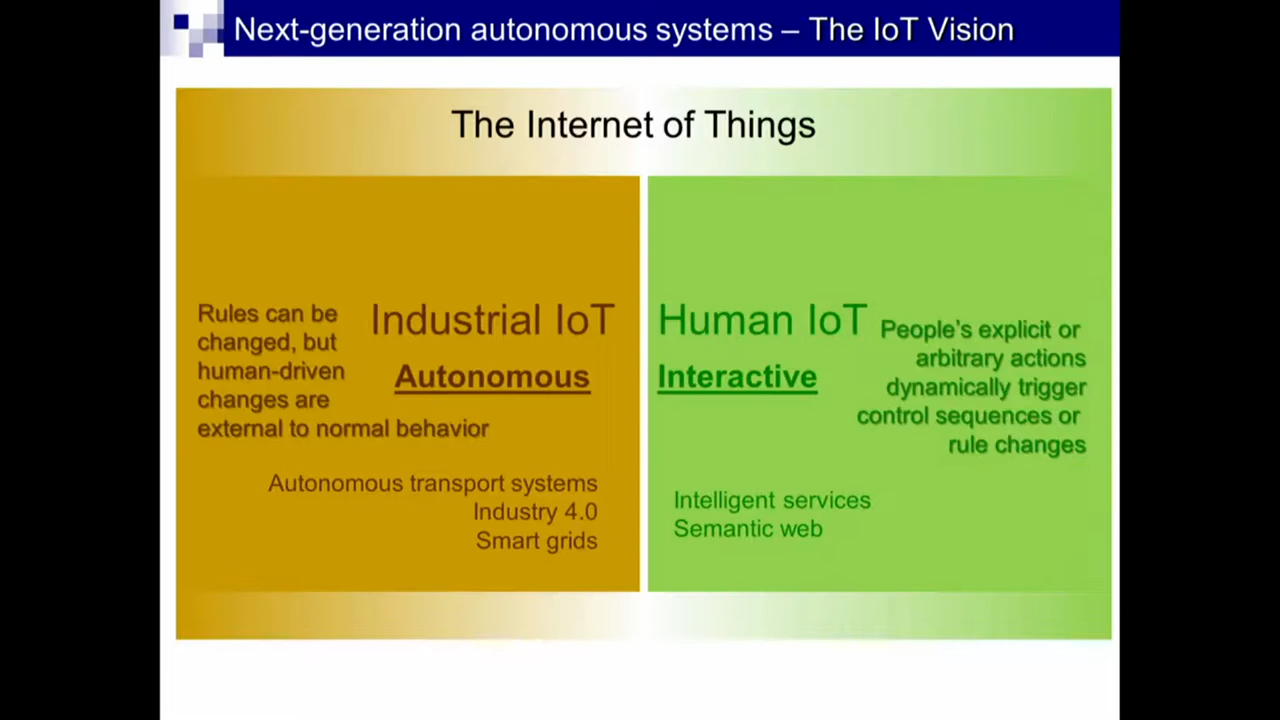 Next-generation autonomous systems – The IoT Vision
The Internet of Things
Rules can be
changed, but
human-driven
changes are
external to normal behavior
Industrial IoT
Autonomous
Autonomous transport systems
Industry 4.0
Smart grids
Human IoT
Interactive
People's explicit or
arbitrary actions
dynamically trigger
control sequences or
rule changes
Intelligent services
Semantic web